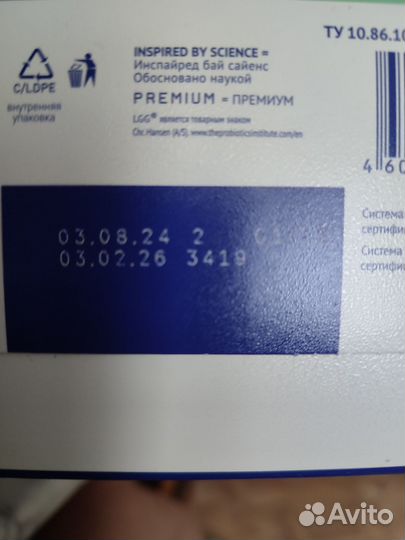 ТУ 10.86.10
INSPIRED BY SCIENCE =
Инспайред бай сайенс
Обосновано наукой
PREMIUM = ПРЕМИУМ
LGG® является товарным знаком
Chr. Hansen (A/S). www.theprobioticsinstitute.com/en
C/LDPE
внутренняя
упаковка
4 60
03.08.24 2
03.02.26 3419
Система
сертифи
Система
сертифи
Avito